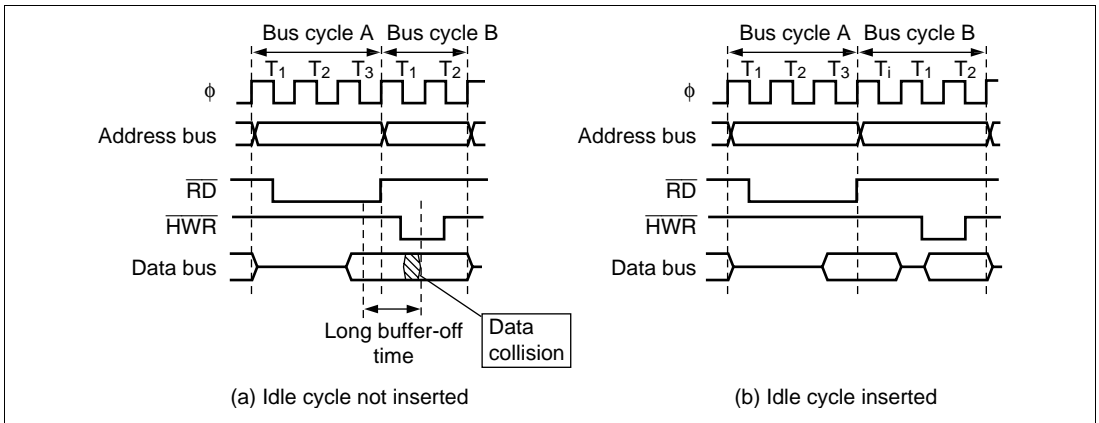 Bus cycle A Bus cycle B
T1 T2 T3 T1 T2
ϕ
Address bus
RD
HWR
Data bus
Long buffer-off
time
Data
collision
(a) Idle cycle not inserted
Bus cycle A Bus cycle B
T1 T2 T3 Ti T1 T2
ϕ
Address bus
RD
HWR
Data bus
(b) Idle cycle inserted